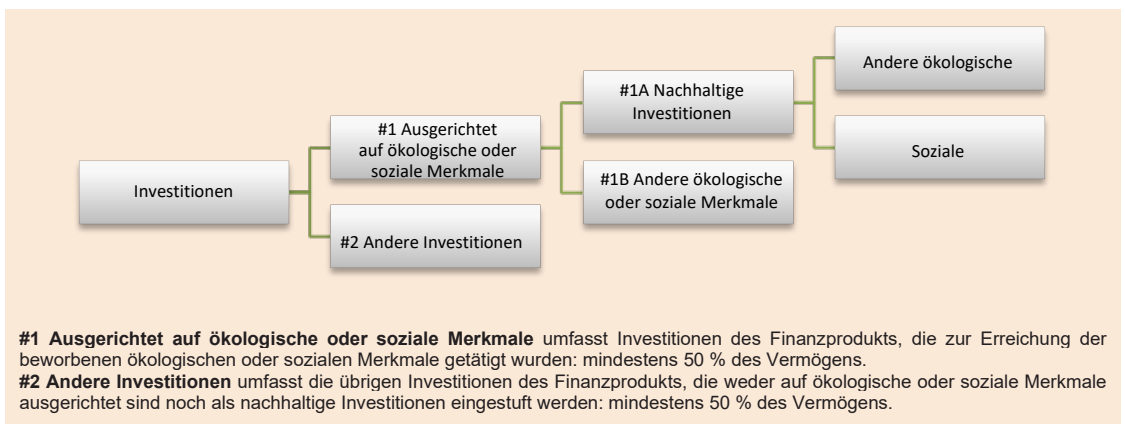 Andere ökologische
#1A Nachhaltige
Investitionen
#1 Ausgerichtet
auf ökologische oder
soziale Merkmale
Soziale
Investitionen
#1B Andere ökologische
oder soziale Merkmale
#2 Andere Investitionen
#1 Ausgerichtet auf ökologische oder soziale Merkmale umfasst Investitionen des Finanzprodukts, die zur Erreichung der
beworbenen ökologischen oder sozialen Merkmale getätigt wurden: mindestens 50 % des Vermögens.
#2 Andere Investitionen umfasst die übrigen Investitionen des Finanzprodukts, die weder auf ökologische oder soziale Merkmale
ausgerichtet sind noch als nachhaltige Investitionen eingestuft werden: mindestens 50 % des Vermögens.